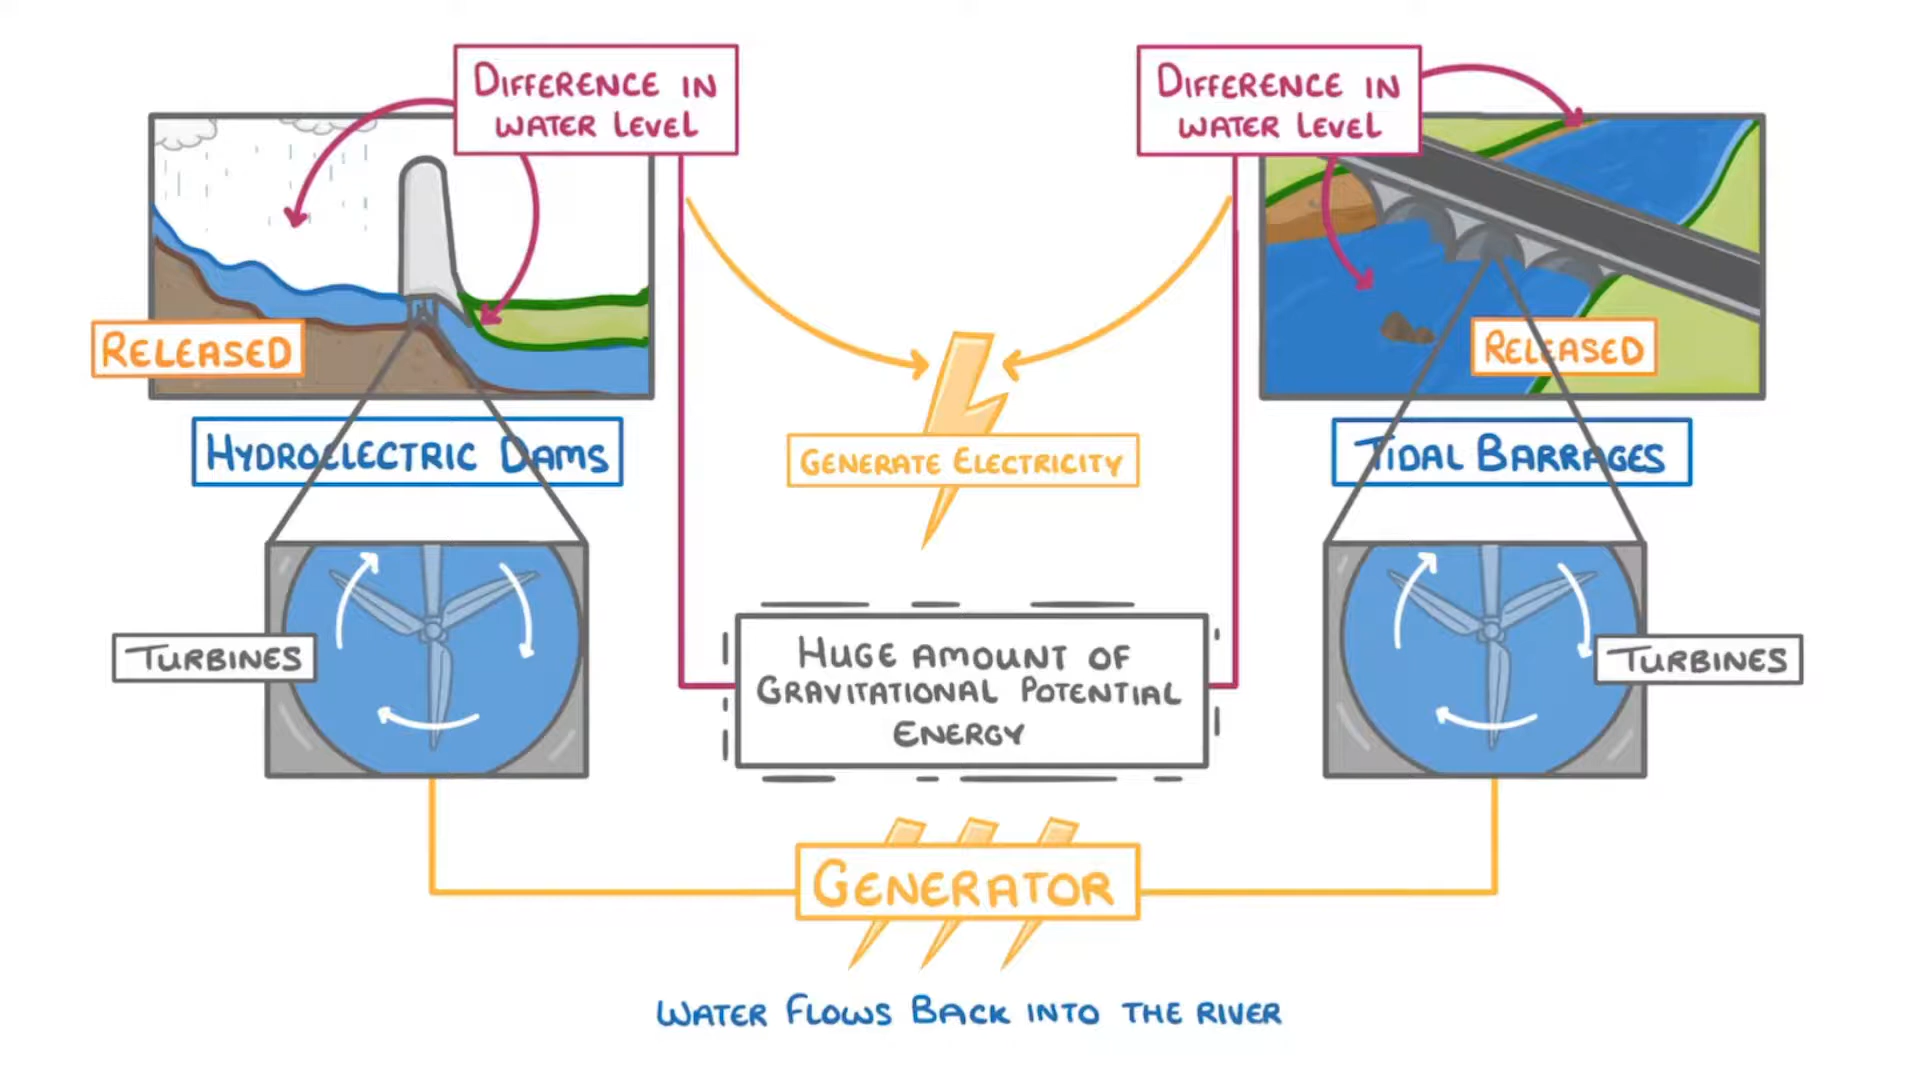 DIFFERENCE IN
WATER LEVEL
DIFFERENCE IN
WATER LEVEL
RELEASED
RELEASED
HYDROELECTRIC DAMS
GENERATE ELECTRICITY
TIDAL BARRAGES
TURBINES
HUGE AMOUNT OF
GRAVITATIONAL POTENTIAL
ENERGY
TURBINES
GENERATOR
WATER FLOWS BACK INTO THE RIVER